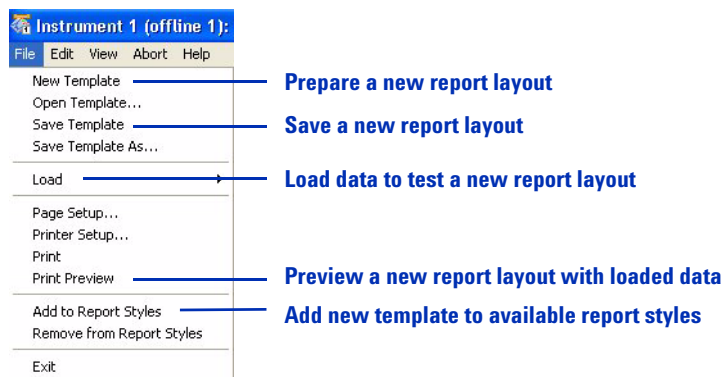 Instrument 1 (offline 1):
File Edit View Abort Help
New Template Prepare a new report layout
Open Template...
Save Template Save a new report layout
Save Template As...
Load Load data to test a new report layout
Page Setup...
Printer Setup...
Print
Print Preview Preview a new report layout with loaded data
Add to Report Styles Add new template to available report styles
Remove from Report Styles
Exit